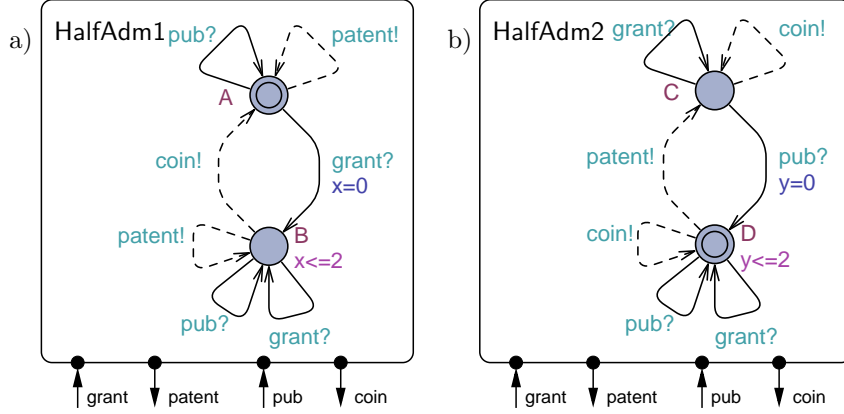 a)
HalfAdm1
pub?
patent!
A
coin!
grant?
x=0
patent!
B
x<=2
pub?
grant?
grant
patent
pub
coin
b)
HalfAdm2
grant?
coin!
C
patent!
pub?
y=0
coin!
D
y<=2
pub?
grant?
grant
patent
pub
coin